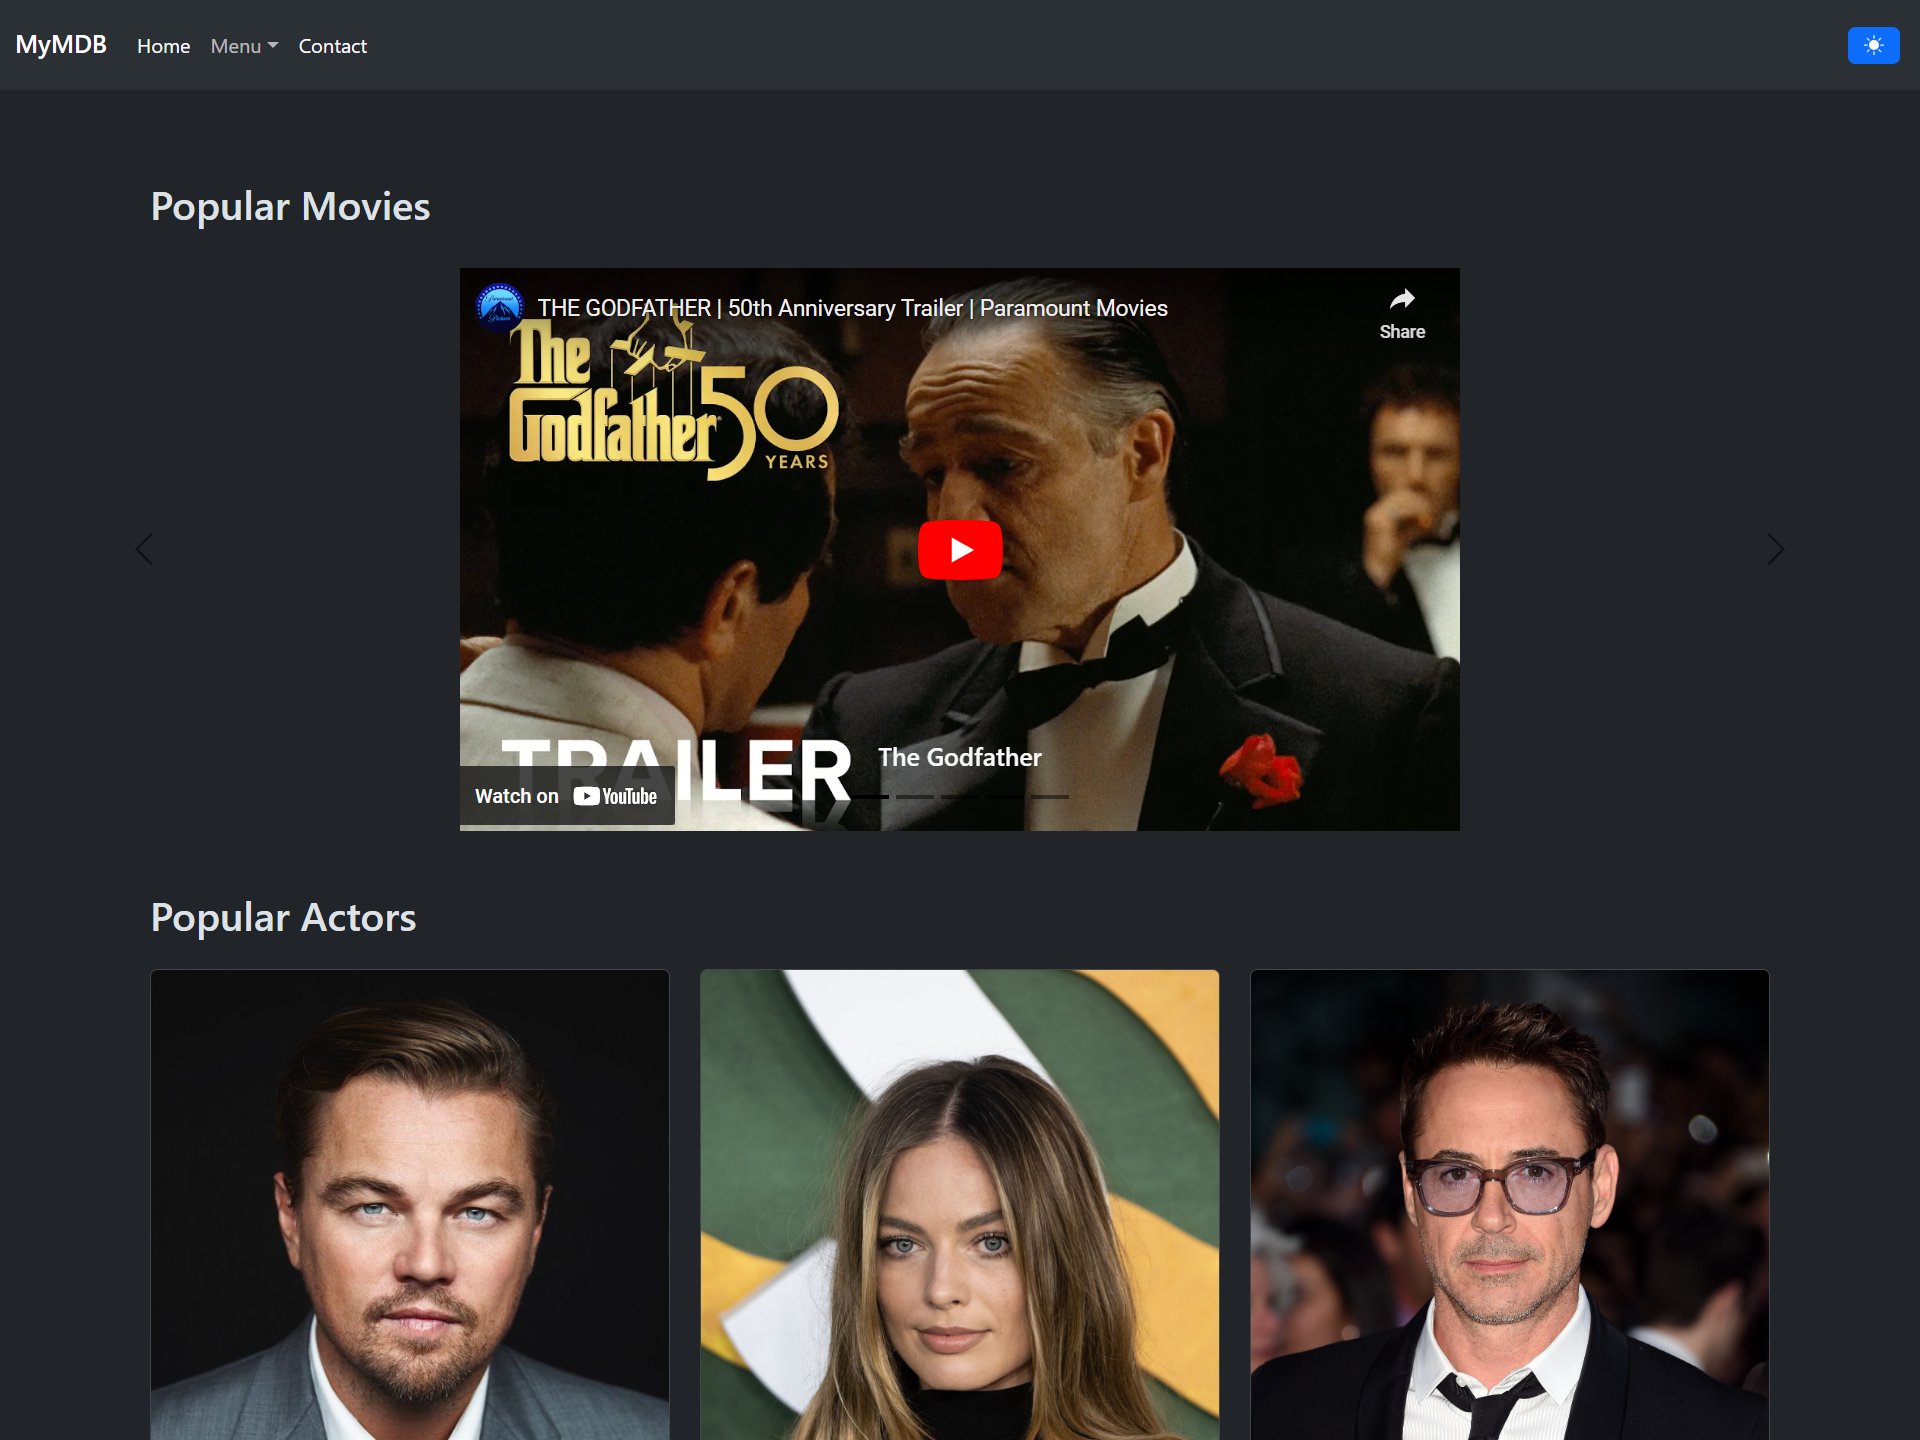 MyMDB Home Menu Contact
Popular Movies
THE GODFATHER | 50th Anniversary Trailer | Paramount Movies
Share
The
Godfather 50
YEARS
TRAILER
The Godfather
Watch on YouTube
Popular Actors